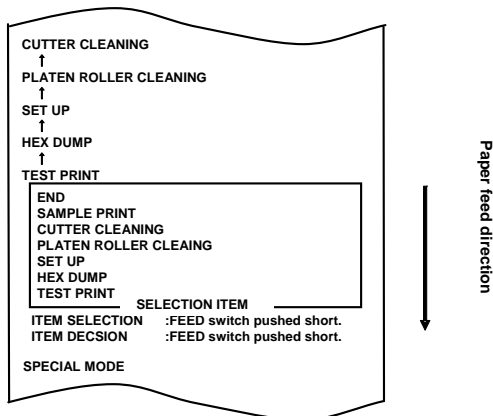 CUTTER CLEANING
↑
PLATEN ROLLER CLEANING
↑
SET UP
↑
HEX DUMP
↑
TEST PRINT
END
SAMPLE PRINT
CUTTER CLEANING
PLATEN ROLLER CLEAING
SET UP
HEX DUMP
TEST PRINT
SELECTION ITEM
ITEM SELECTION :FEED switch pushed short.
ITEM DECSION :FEED switch pushed short.
SPECIAL MODE
Paper feed direction